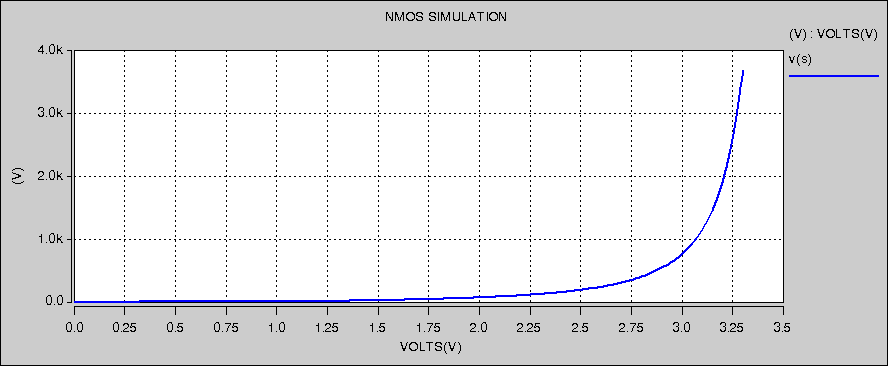 NMOS SIMULATION
(V) : VOLTS(V)
v(s)
4.0k
3.0k
2.0k
1.0k
0.0
(V)
0.0 0.25 0.5 0.75 1.0 1.25 1.5 1.75 2.0 2.25 2.5 2.75 3.0 3.25 3.5
VOLTS(V)